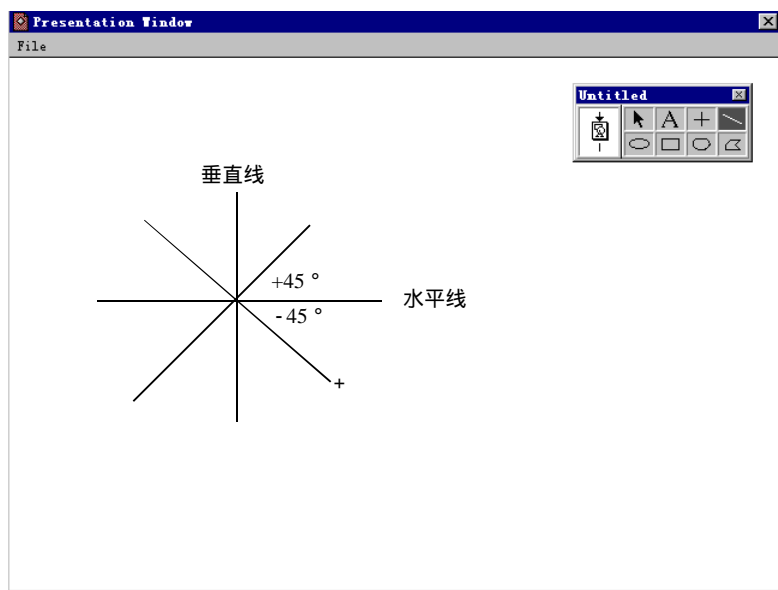 Presentation Window
File
Untitled
A
垂直线
+45 °
水平线
- 45 °